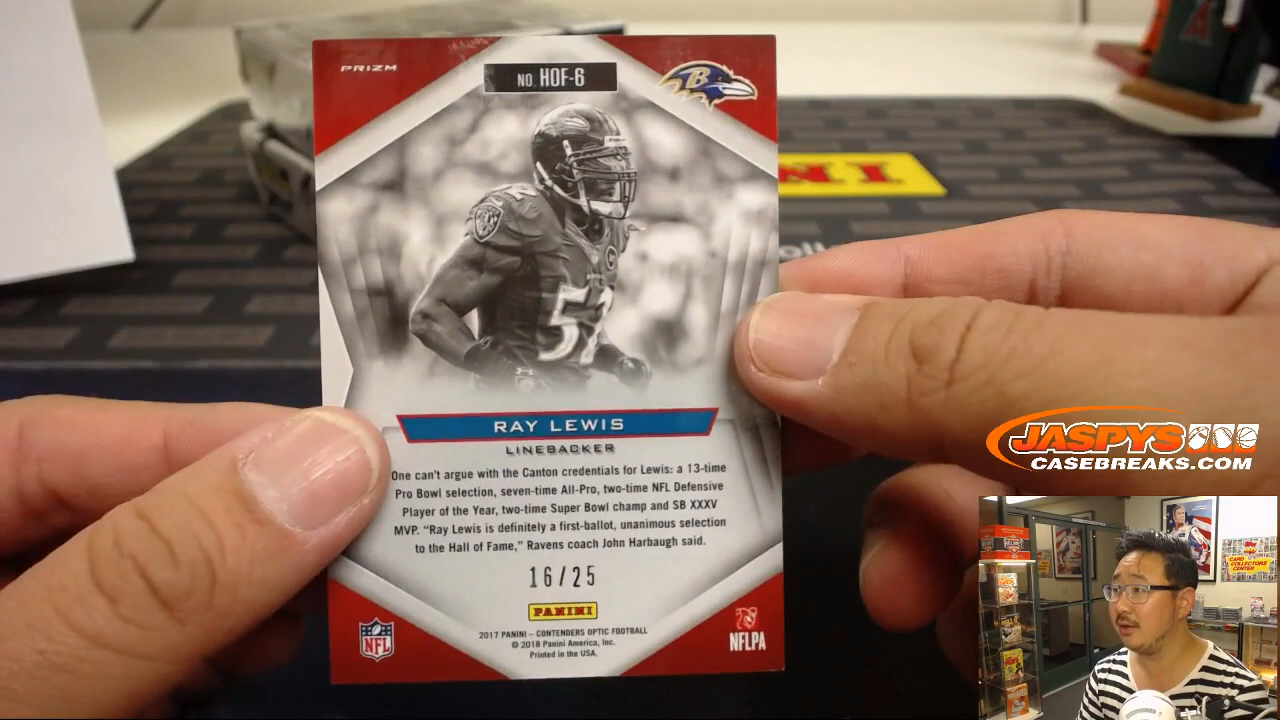 PRIZM
NO. HOF-6
B
52
RAY LEWIS
LINEBACKER
One can't argue with the Canton credentials for Lewis: a 13-time
Pro Bowl selection, seven-time All-Pro, two-time NFL Defensive
Player of the Year, two-time Super Bowl champ and SB XXXV
MVP. "Ray Lewis is definitely a first-ballot, unanimous selection
to the Hall of Fame," Ravens coach John Harbaugh said.
16/25
PANINI
2017 PANINI – CONTENDERS OPTIC FOOTBALL
© 2018 Panini America, Inc.
Printed in the USA.
NFL
NFLPA
JASPYS
CASEBREAKS.COM
CARD
COLLECTORS
CENTER